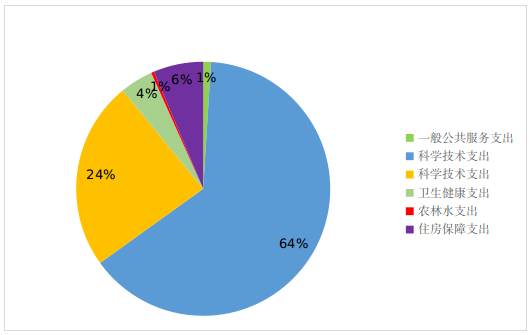 6%
1%
1%
4%
24%
64%
一般公共服务支出
科学技术支出
科学技术支出
卫生健康支出
农林水支出
住房保障支出